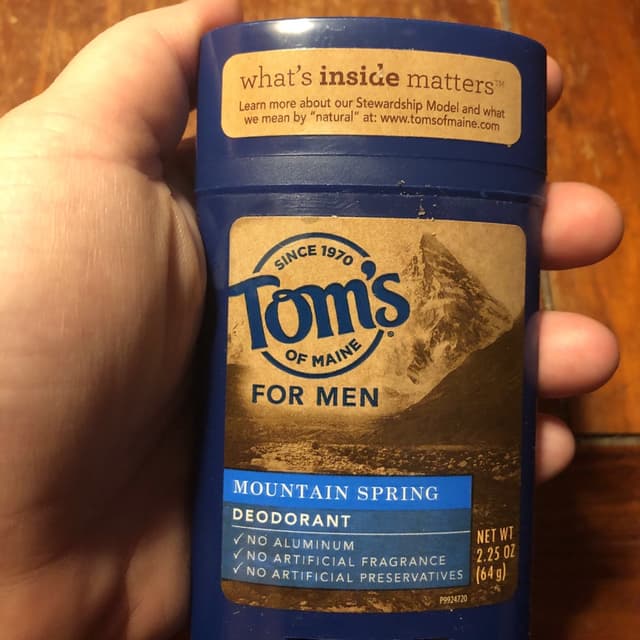 what's inside matters™
Learn more about our Stewardship Model and what
we mean by "natural" at: www.tomsofmaine.com
SINCE 1970
Tom's®
OF MAINE
FOR MEN
MOUNTAIN SPRING
DEODORANT
✓ NO ALUMINUM
✓ NO ARTIFICIAL FRAGRANCE
✓ NO ARTIFICIAL PRESERVATIVES
NET WT
2.25 OZ
(64 g)
P9924720